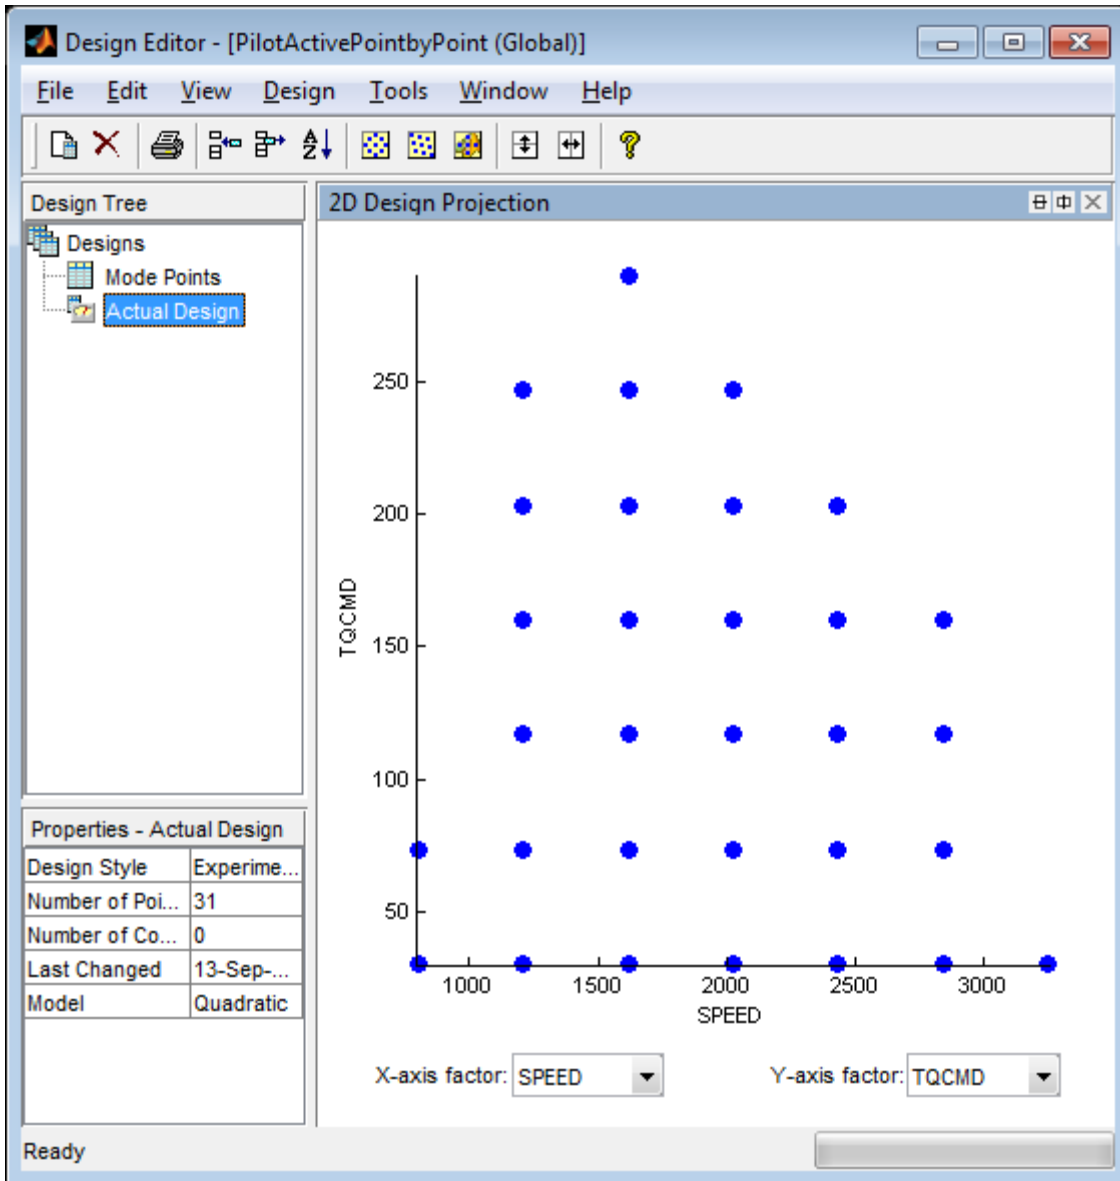 Design Editor - [PilotActivePointbyPoint (Global)]
File Edit View Design Tools Window Help
Design Tree
Designs
Mode Points
Actual Design
Properties - Actual Design
Design Style Experime...
Number of Poi... 31
Number of Co... 0
Last Changed 13-Sep-...
Model Quadratic
2D Design Projection
250
200
150
100
50
TQCMD
1000 1500 2000 2500 3000
SPEED
X-axis factor: SPEED Y-axis factor: TQCMD
Ready